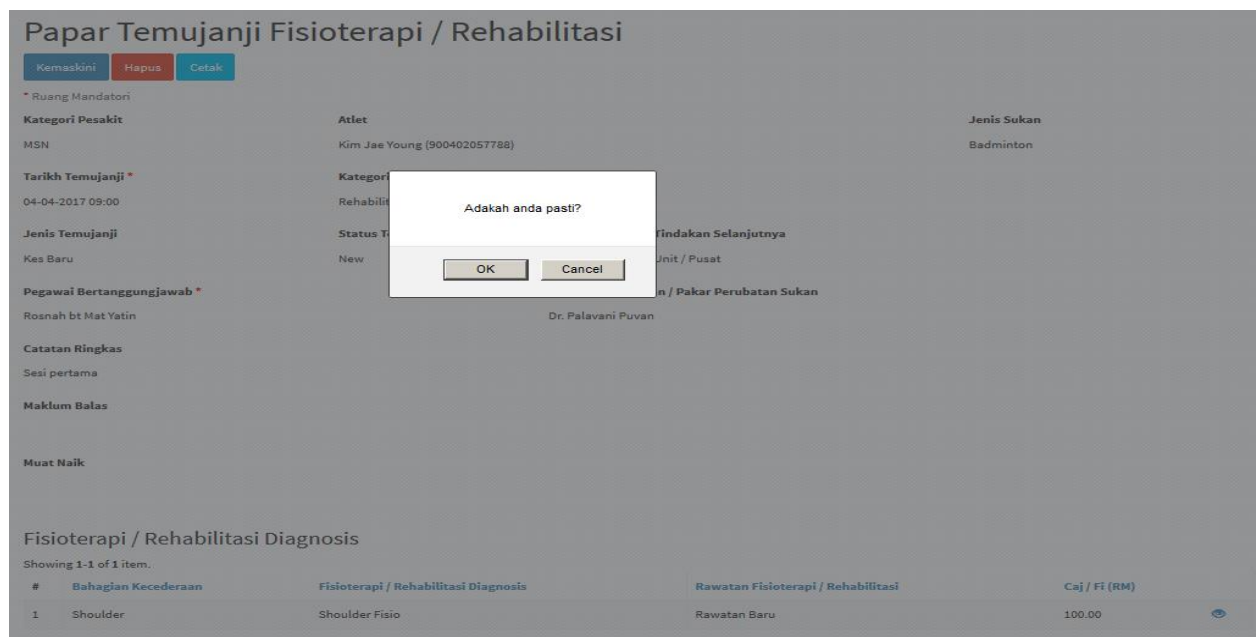 Papar Temujanji Fisioterapi / Rehabilitasi
Kemaskini Hapus Cetak
* Ruang Mandatori
Kategori Pesakit Atlet Jenis Sukan
MSN Kim Jae Young (900402057788) Badminton
Tarikh Temujanji * Kategori
04-04-2017 09:00
Adakah anda pasti?
Jenis Temujanji Status Tindakan Selanjutnya
Kes Baru New Unit / Pusat
OK Cancel
Pegawai Bertanggungjawab * / Pakar Perubatan Sukan
Rosnah bt Mat Yatin Dr. Palavani Puvan
Catatan Ringkas
Sesi pertama
Maklum Balas
Muat Naik
Fisioterapi / Rehabilitasi Diagnosis
Showing 1-1 of 1 item.
# Bahagian Kecederaan Fisioterapi / Rehabilitasi Diagnosis Rawatan Fisioterapi / Rehabilitasi Caj / Fi (RM)
1 Shoulder Shoulder Fisio Rawatan Baru 100.00